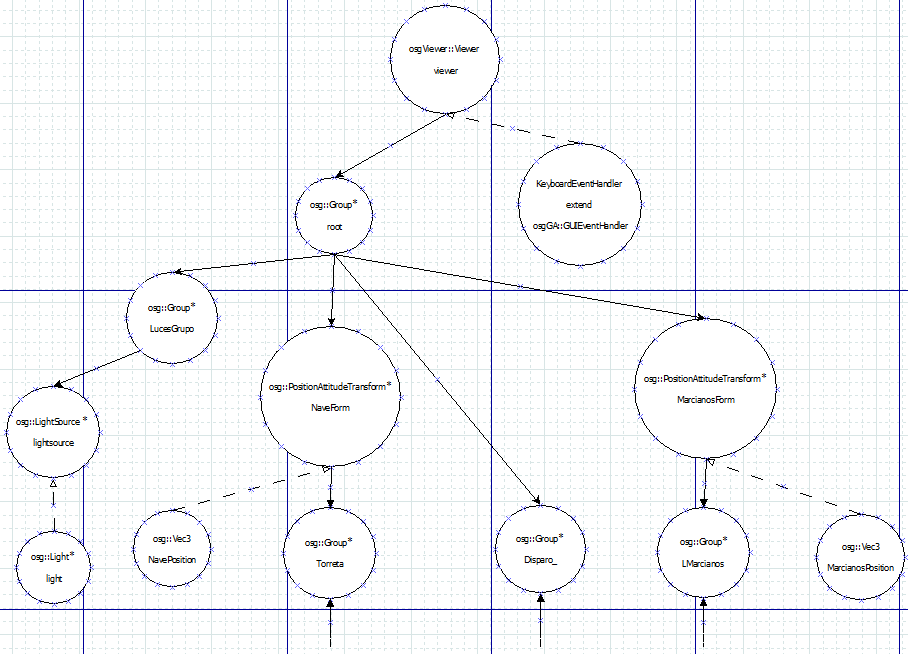 osgViewer::Viewer
viewer
KeyboardEventHandler
extend
osgGA::GUIEventHandler
osg::Group*
root
osg::Group*
LucesGrupo
osg::PositionAttitudeTransform*
NaveForm
osg::PositionAttitudeTransform*
MarcianosForm
osg::LightSource*
lightsource
osg::Light*
light
osg::Vec3
NavePosition
osg::Group*
Torreta
osg::Group*
Disparo_
osg::Group*
LMarcianos
osg::Vec3
MarcianosPosition